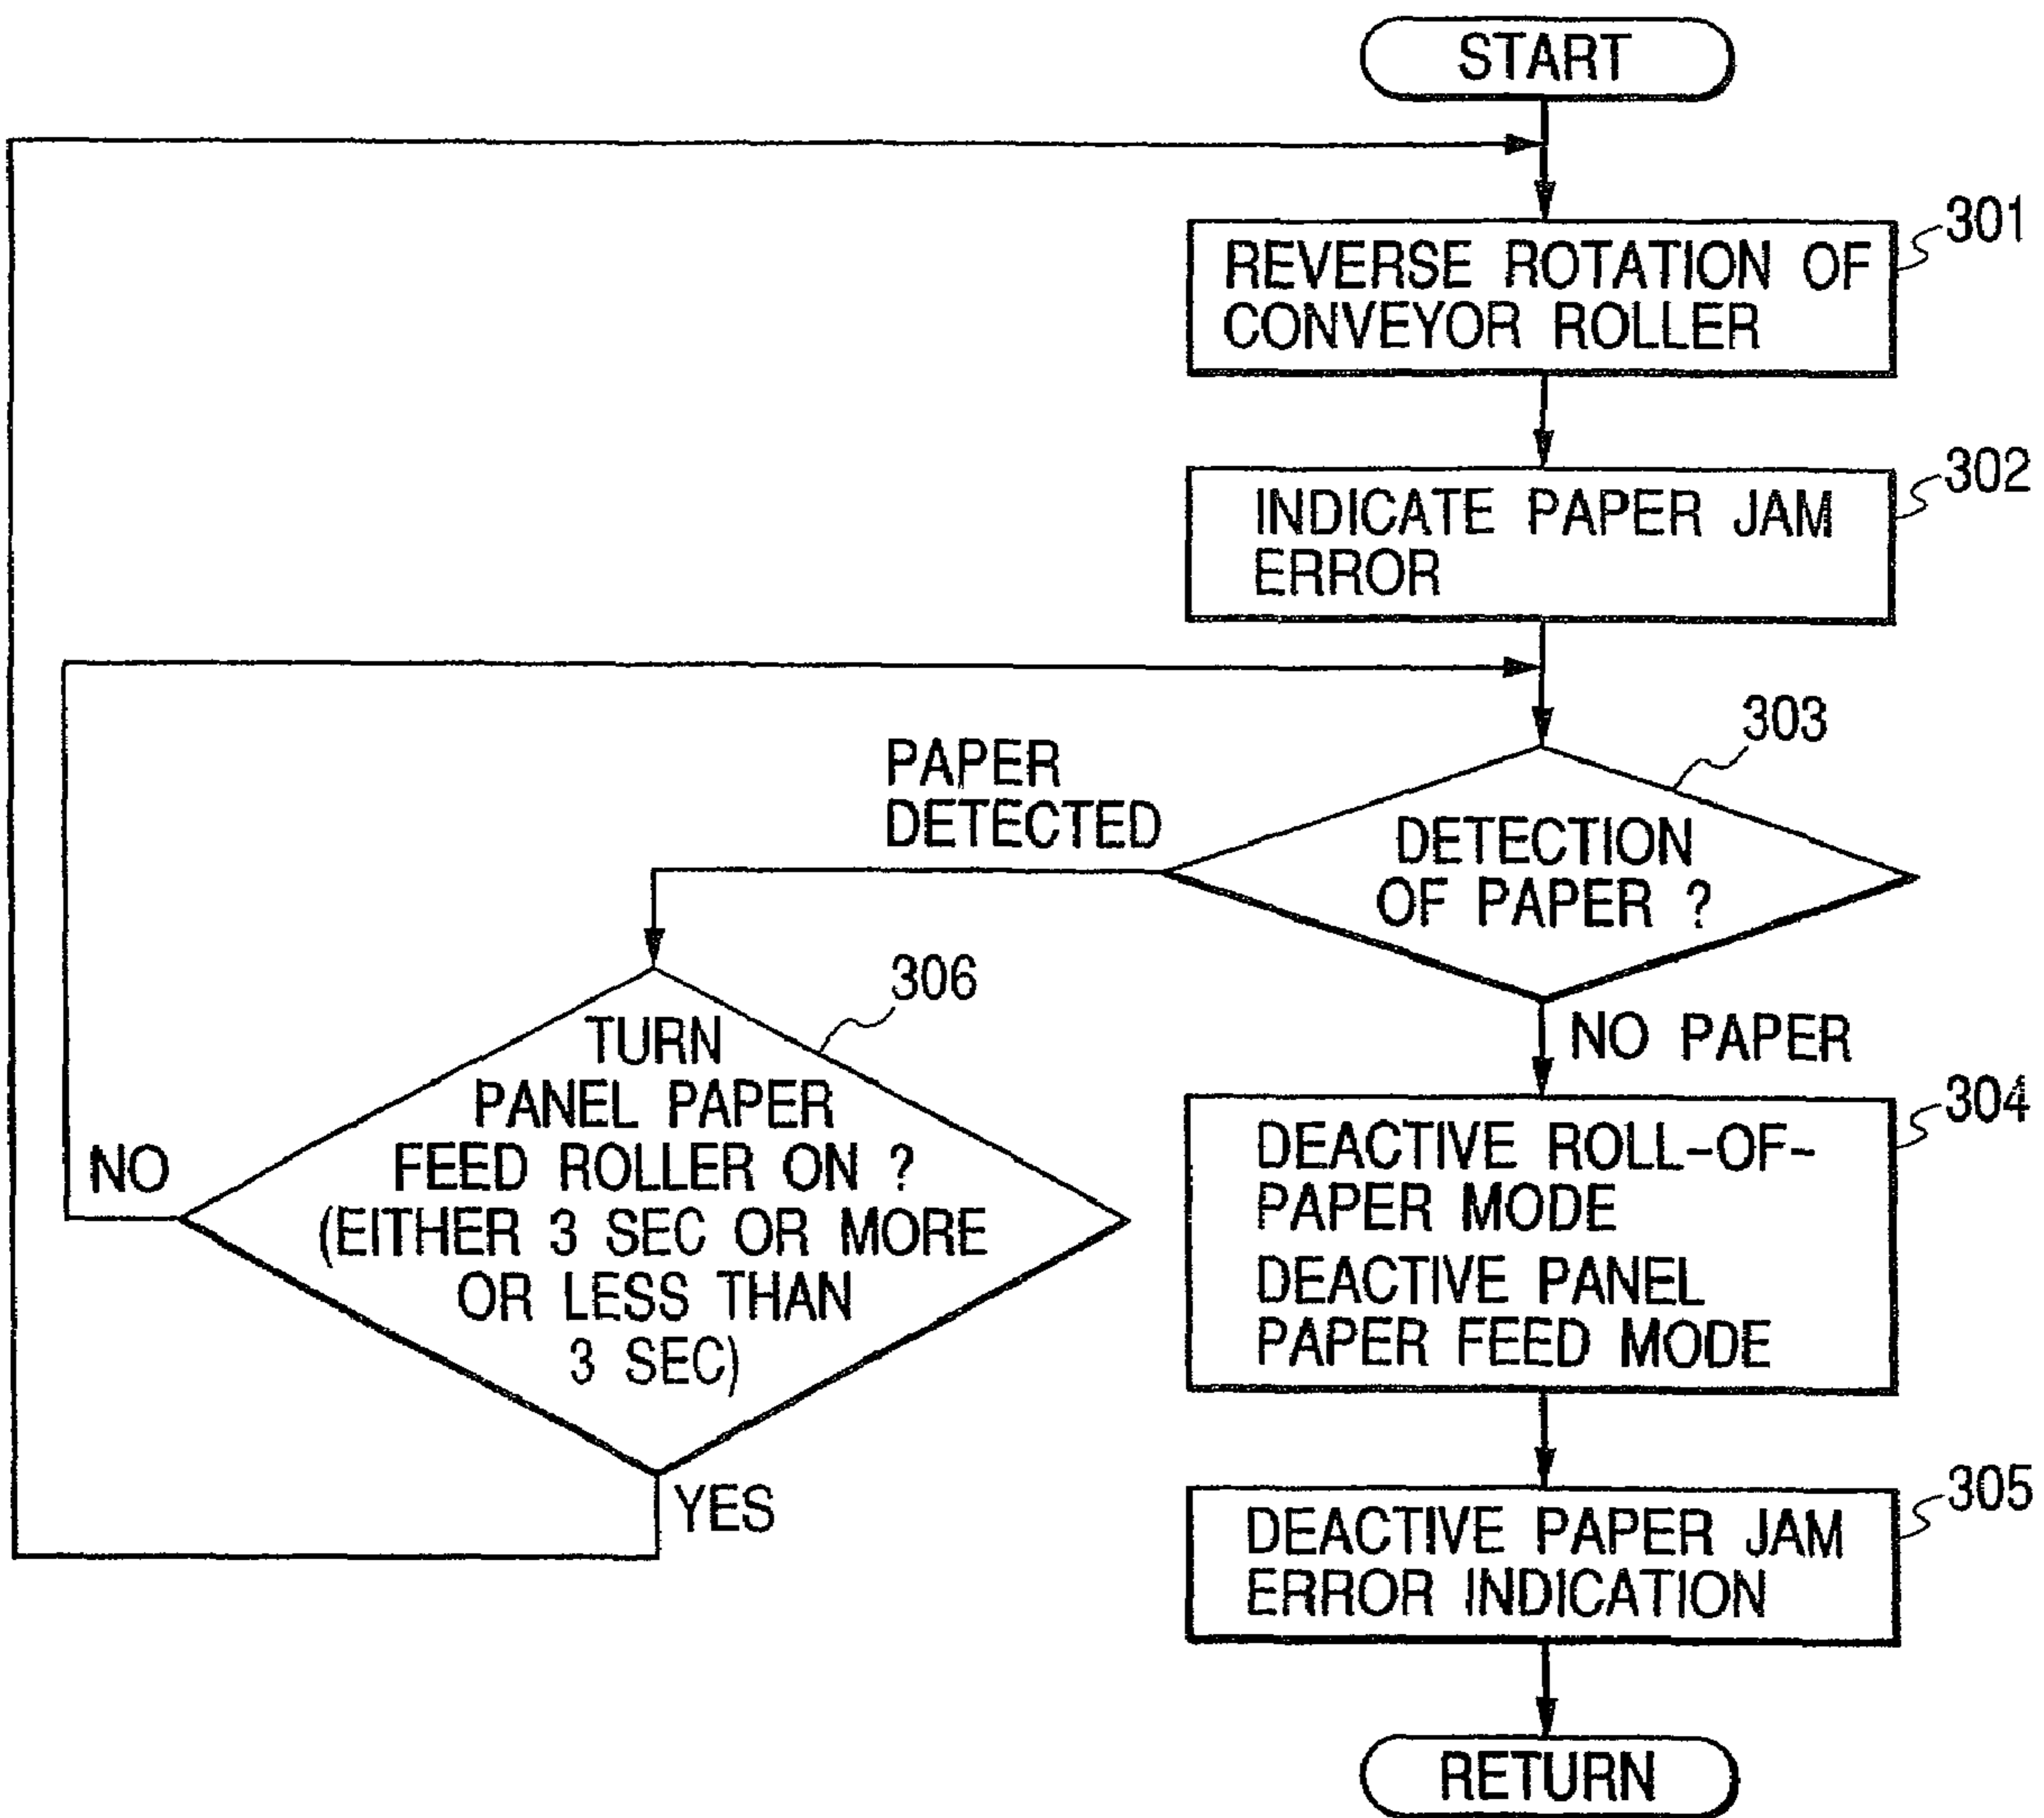 START
301
REVERSE ROTATION OF
CONVEYOR ROLLER
302
INDICATE PAPER JAM
ERROR
303
PAPER
DETECTED
DETECTION
OF PAPER ?
306
TURN
PANEL PAPER
FEED ROLLER ON ?
(EITHER 3 SEC OR MORE
OR LESS THAN
3 SEC)
NO
YES
NO PAPER
304
DEACTIVE ROLL-OF-
PAPER MODE
DEACTIVE PANEL
PAPER FEED MODE
305
DEACTIVE PAPER JAM
ERROR INDICATION
RETURN